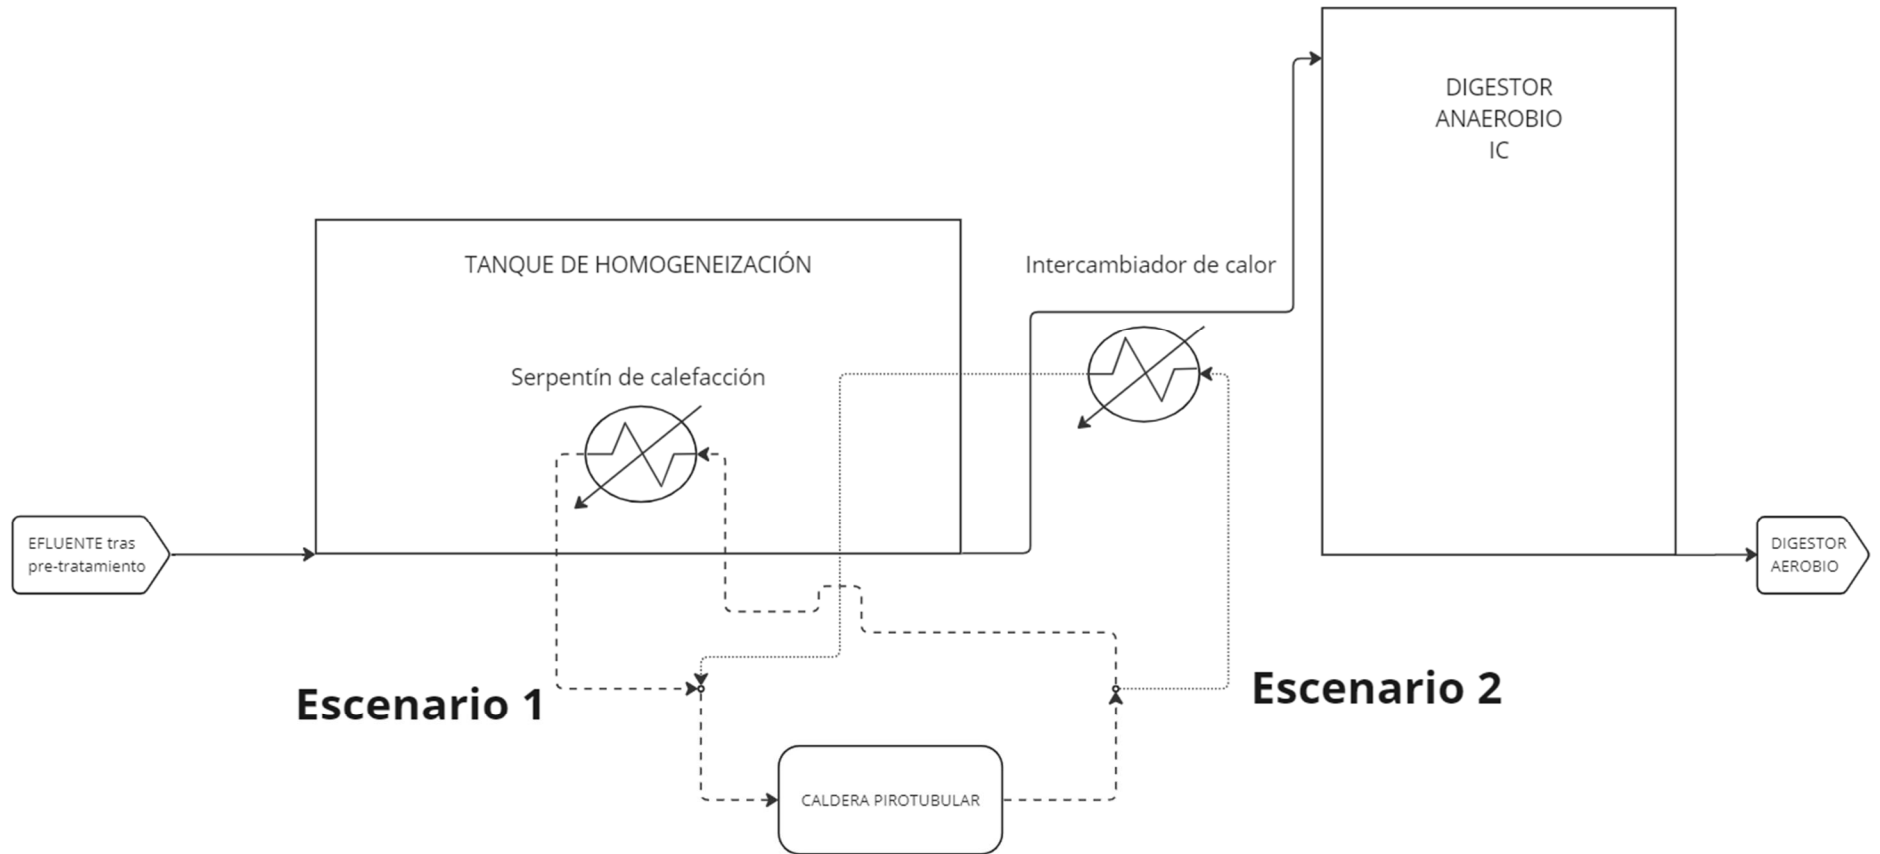 DIGESTOR
ANAEROBIO
IC
TANQUE DE HOMOGENEIZACIÓN
Intercambiador de calor
Serpentín de calefacción
EFLUENTE tras
pre-tratamiento
DIGESTOR
AEROBIO
Escenario 1
Escenario 2
CALDERA PIROTUBULAR